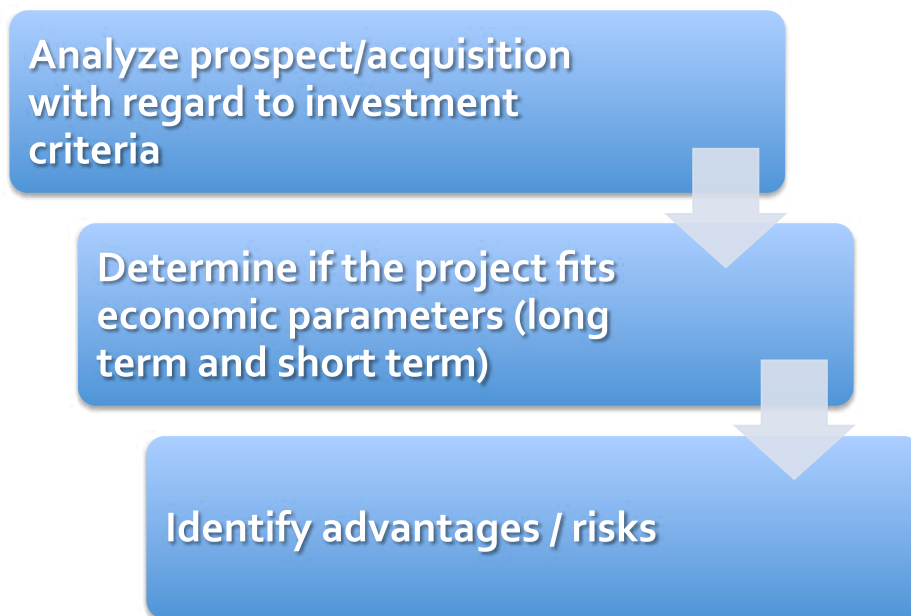 Analyze prospect/acquisition
with regard to investment
criteria
Determine if the project fits
economic parameters (long
term and short term)
Identify advantages / risks